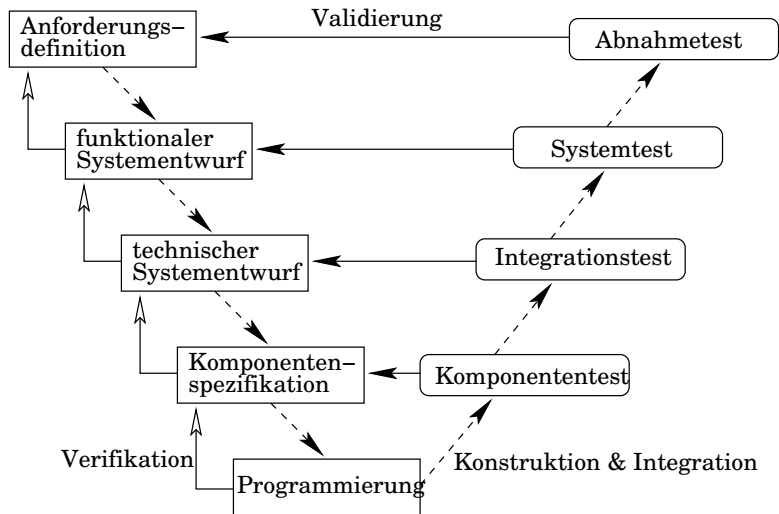 Anforderungs–
definition
Validierung
Abnahmetest
funktionaler
Systementwurf
Systemtest
technischer
Systementwurf
Integrationstest
Komponenten–
spezifikation
Komponententest
Verifikation
Programmierung
Konstruktion & Integration